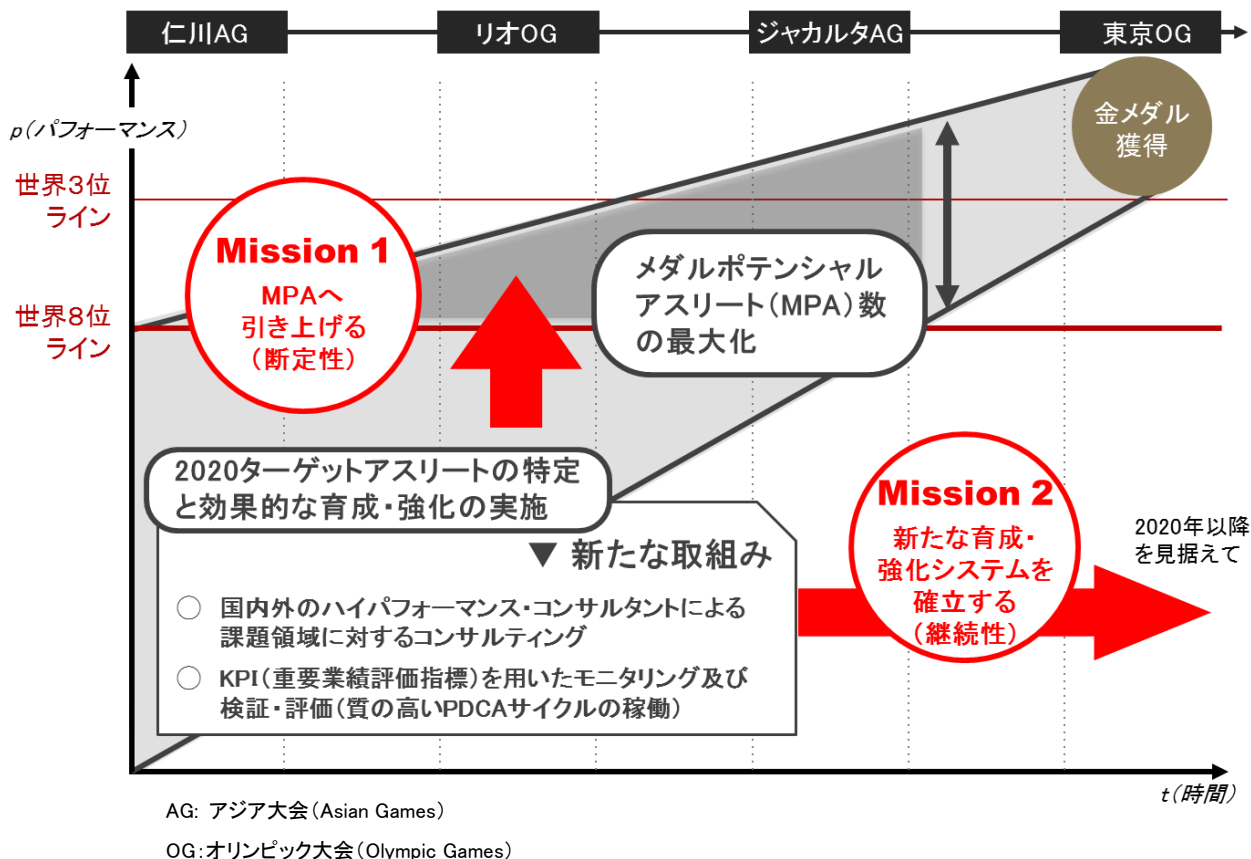 仁川AG
リオOG
ジャカルタAG
東京OG
p(パフォーマンス)
金メダル
獲得
世界3位
ライン
Mission 1
MPAへ
引き上げる
(断定性)
メダルポテンシャル
アスリート(MPA)数
の最大化
世界8位
ライン
2020ターゲットアスリートの特定
と効果的な育成・強化の実施
▼ 新たな取組み
○ 国内外のハイパフォーマンス・コンサルタントによる
課題領域に対するコンサルティング
○ KPI(重要業績評価指標)を用いたモニタリング及び
検証・評価(質の高いPDCAサイクルの稼働)
Mission 2
新たな育成・
強化システムを
確立する
(継続性)
2020年以降
を見据えて
t(時間)
AG: アジア大会(Asian Games)
OG:オリンピック大会(Olympic Games)